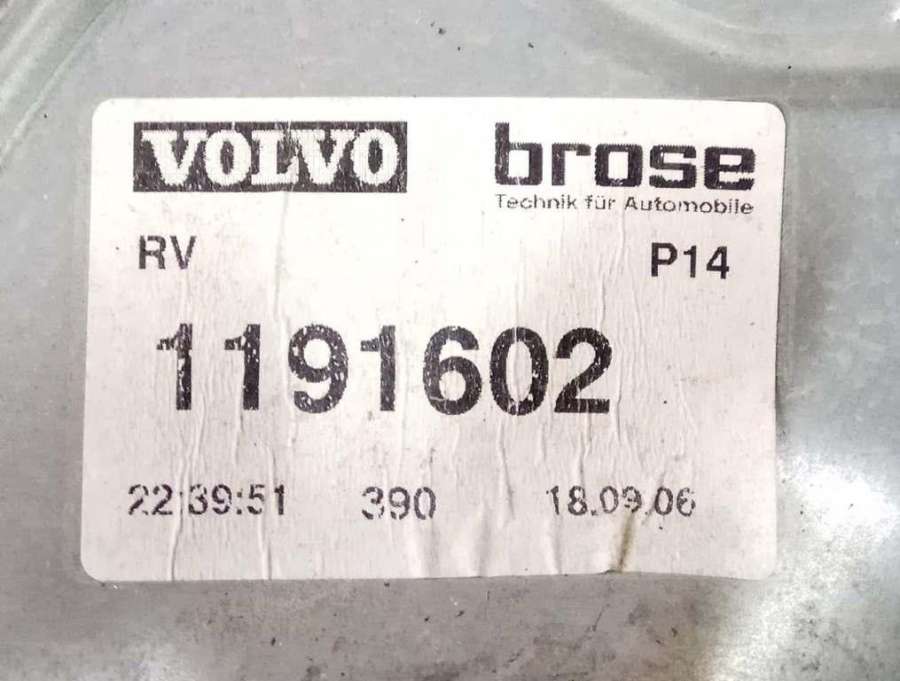 VOLVO brose
Technik für Automobile
RV P14
1191602
22:39:51 390 18.09.06